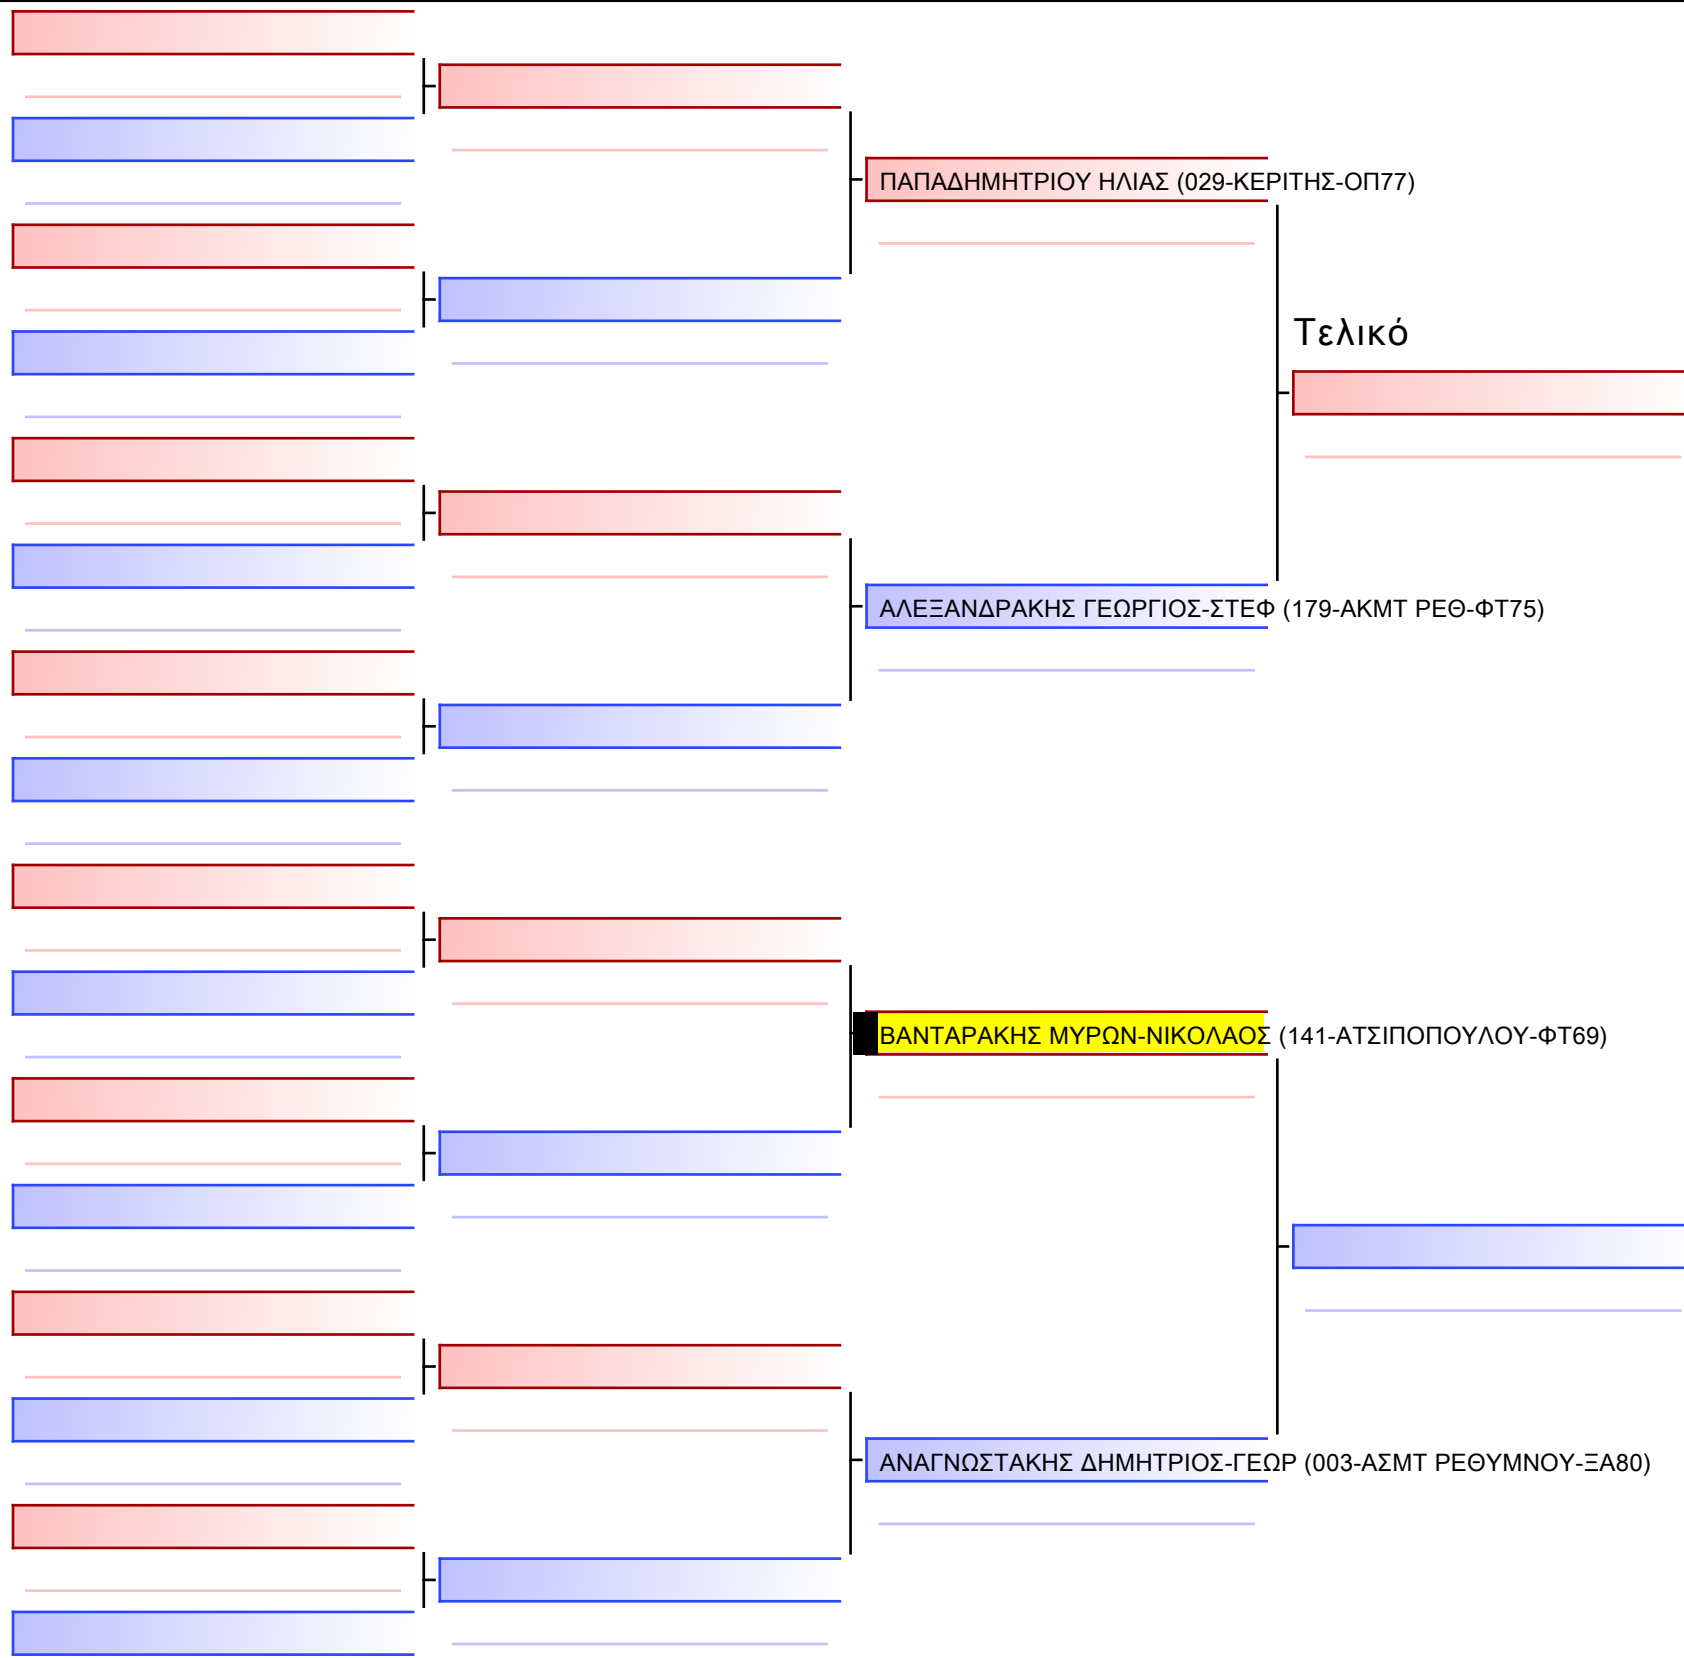 ΠΑΠΑΔΗΜΗΤΡΙΟΥ ΗΛΙΑΣ (029-ΚΕΡΙΤΗΣ-ΟΠ77)
Τελικό
ΑΛΕΞΑΝΔΡΑΚΗΣ ΓΕΩΡΓΙΟΣ-ΣΤΕΦ (179-ΑΚΜΤ ΡΕΘ-ΦΤ75)
ΒΑΝΤΑΡΑΚΗΣ ΜΥΡΩΝ-ΝΙΚΟΛΑΟΣ (141-ΑΤΣΙΠΟΠΟΥΛΟΥ-ΦΤ69)
ΑΝΑΓΝΩΣΤΑΚΗΣ ΔΗΜΗΤΡΙΟΣ-ΓΕΩΡ (003-ΑΣΜΤ ΡΕΘΥΜΝΟΥ-ΞΑ80)